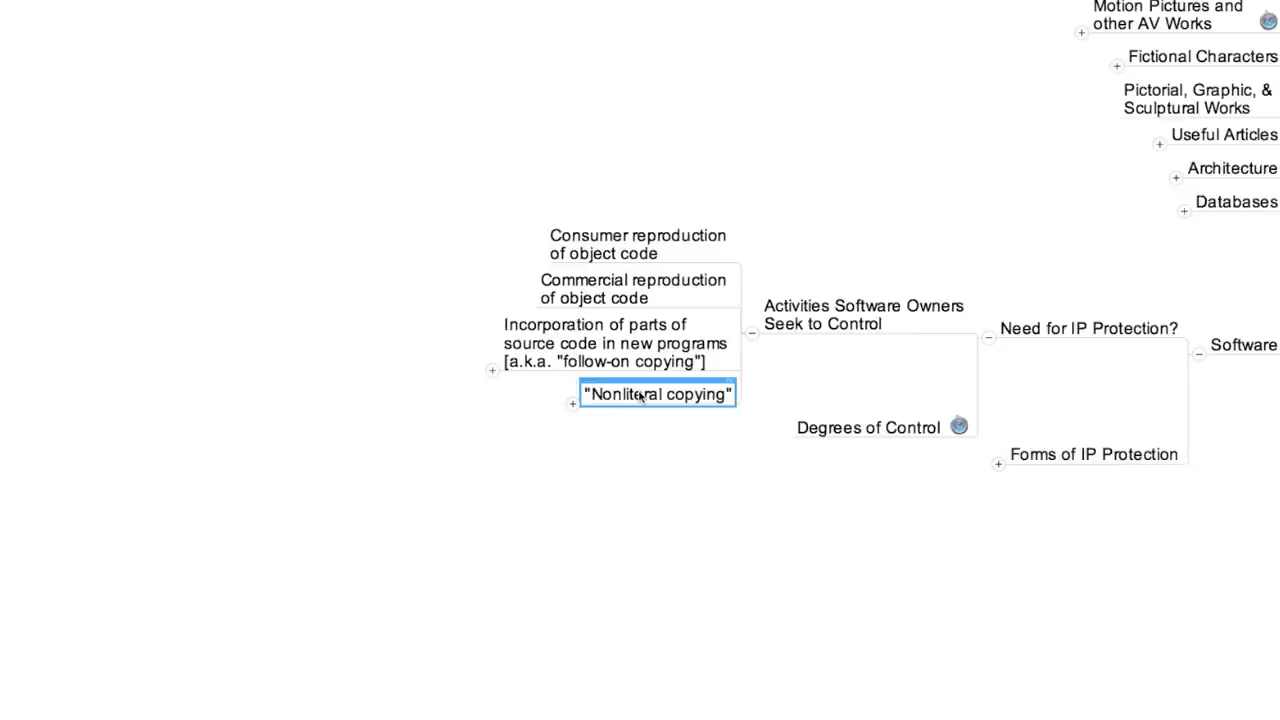 Motion Pictures and
other AV Works
Fictional Characters
Pictorial, Graphic, &
Sculptural Works
Useful Articles
Architecture
Databases
Consumer reproduction
of object code
Commercial reproduction
of object code
Incorporation of parts of
source code in new programs
[a.k.a. "follow-on copying"]
"Nonliteral copying"
Activities Software Owners
Seek to Control
Degrees of Control
Need for IP Protection?
Forms of IP Protection
Software